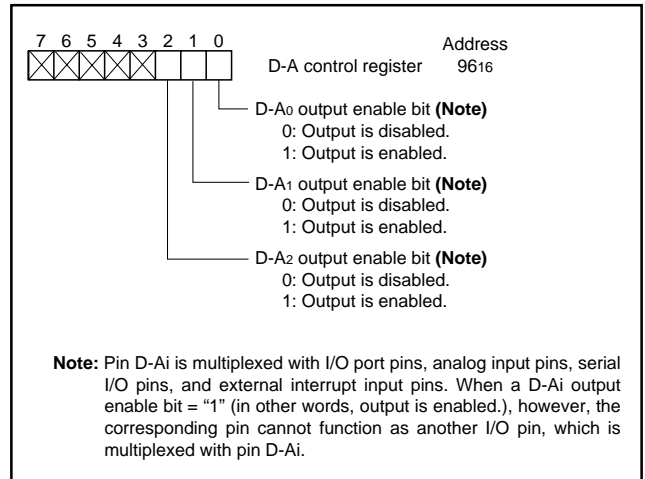 7 6 5 4 3 2 1 0
Address
D-A control register 9616
D-A0 output enable bit (Note)
0: Output is disabled.
1: Output is enabled.
D-A1 output enable bit (Note)
0: Output is disabled.
1: Output is enabled.
D-A2 output enable bit (Note)
0: Output is disabled.
1: Output is enabled.
Note: Pin D-Ai is multiplexed with I/O port pins, analog input pins, serial
I/O pins, and external interrupt input pins. When a D-Ai output
enable bit = “1” (in other words, output is enabled.), however, the
corresponding pin cannot function as another I/O pin, which is
multiplexed with pin D-Ai.